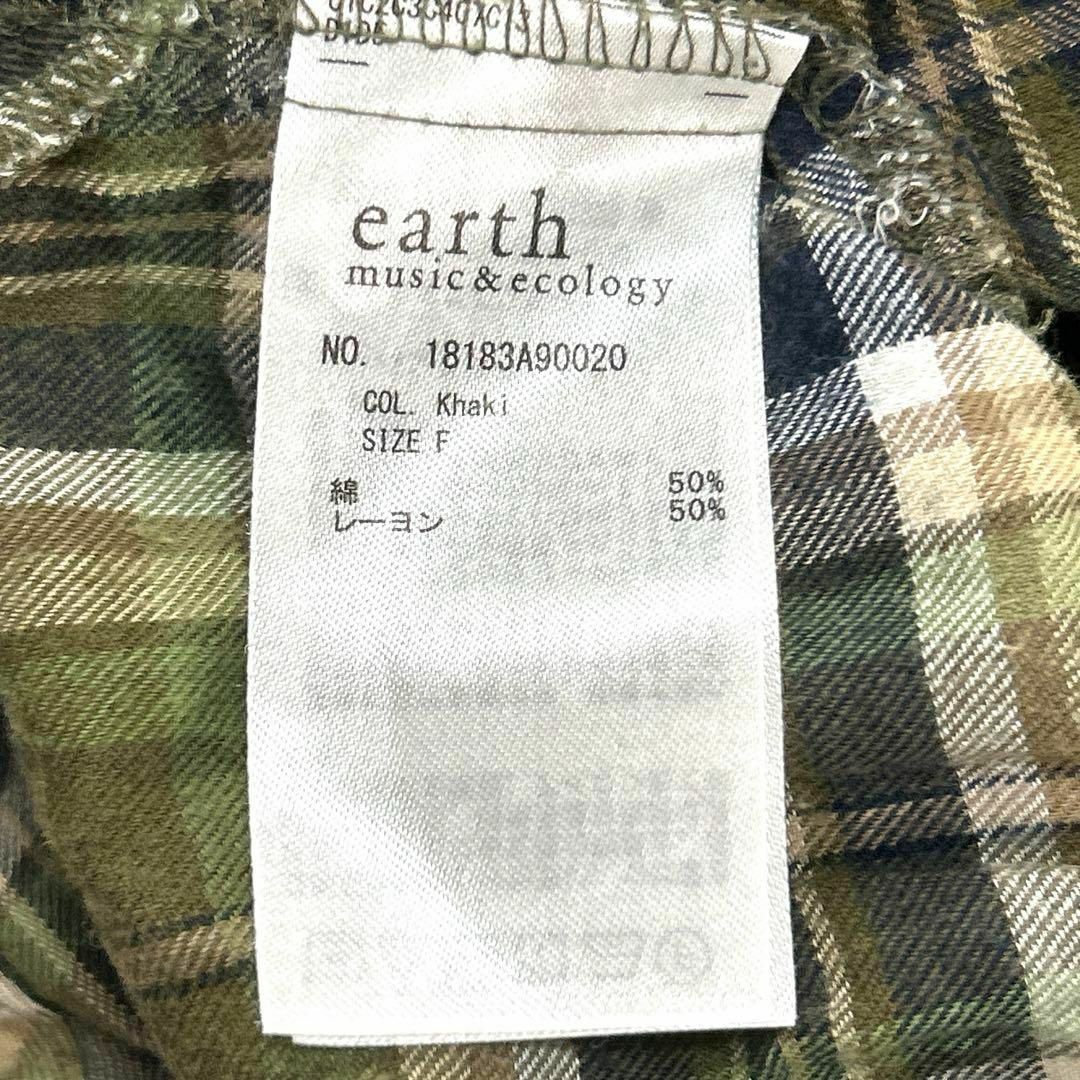 earth
music&ecology
NO. 18183A90020
COL. Khaki
SIZE F
綿 50%
レーヨン 50%